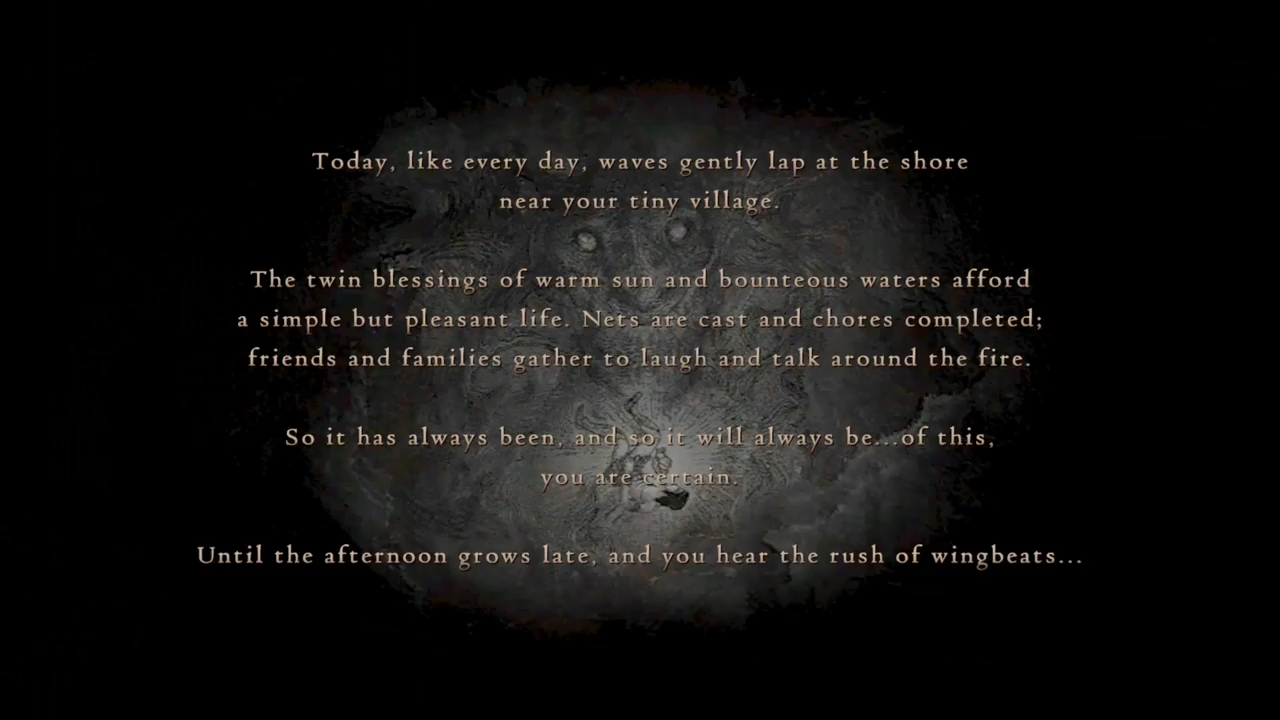 Today, like every day, waves gently lap at the shore
near your tiny village.
The twin blessings of warm sun and bounteous waters afford
a simple but pleasant life. Nets are cast and chores completed;
friends and families gather to laugh and talk around the fire.
So it has always been, and so it will always be...of this,
you are certain.
Until the afternoon grows late, and you hear the rush of wingbeats...